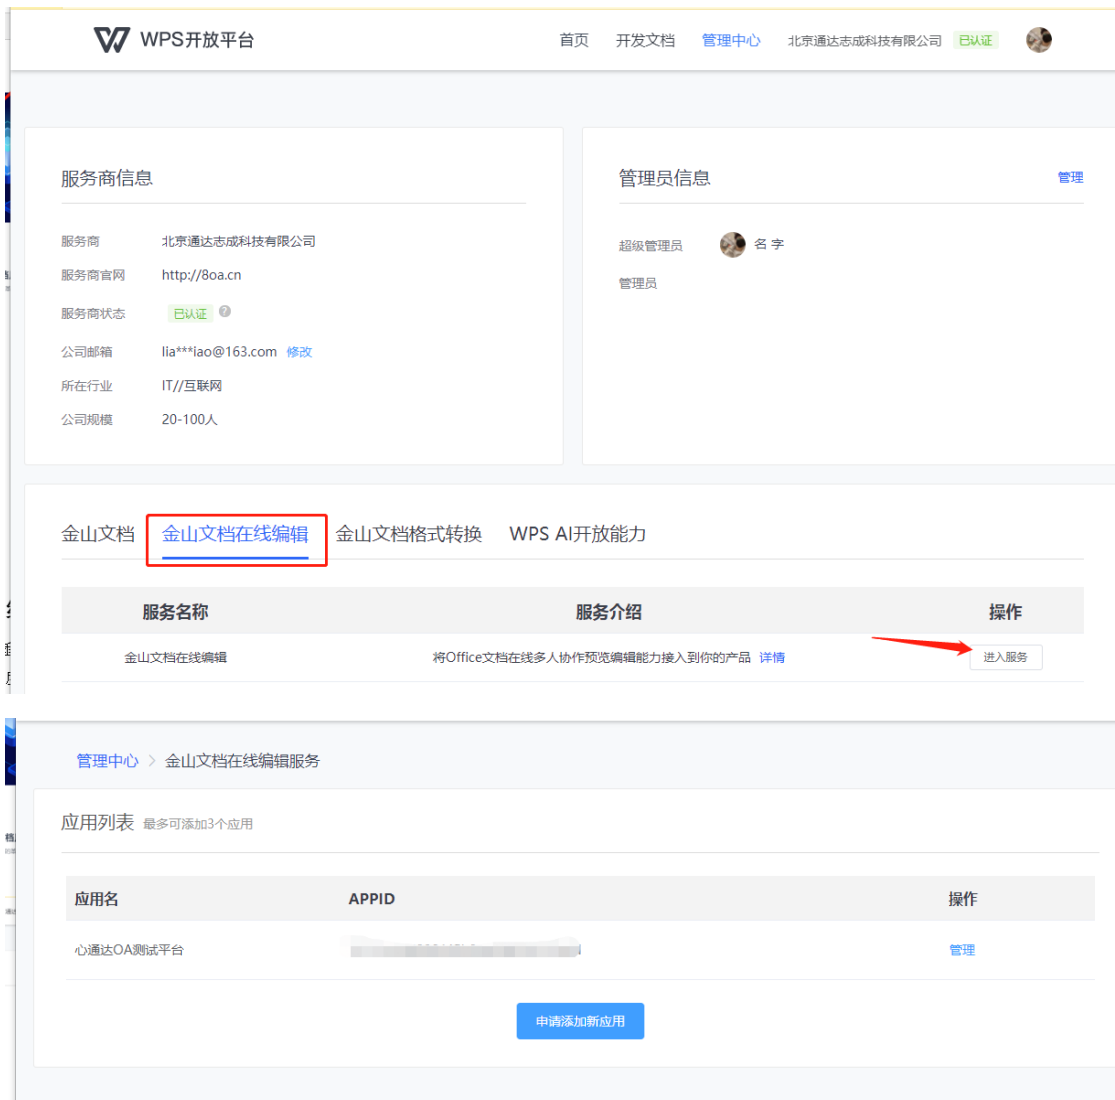 WPS开放平台
首页 开发文档 管理中心 北京通达志成科技有限公司 已认证
服务商信息
服务商 北京通达志成科技有限公司
服务商官网 http://8oa.cn
服务商状态 已认证 ?
公司邮箱 lia***iao@163.com 修改
所在行业 IT//互联网
公司规模 20-100人
管理员信息 管理
超级管理员 名字
管理员
金山文档 金山文档在线编辑 金山文档格式转换 WPS AI开放能力
服务名称 服务介绍 操作
金山文档在线编辑 将Office文档在线多人协作预览编辑能力接入到你的产品 详情 进入服务
管理中心 > 金山文档在线编辑服务
应用列表 最多可添加3个应用
应用名 APPID 操作
心通达OA测试平台 管理
申请添加新应用